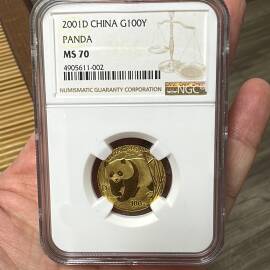 2001D CHINA G100Y
PANDA
MS 70
4905611-002
NUMISMATIC GUARANTY CORPORATION
NGC